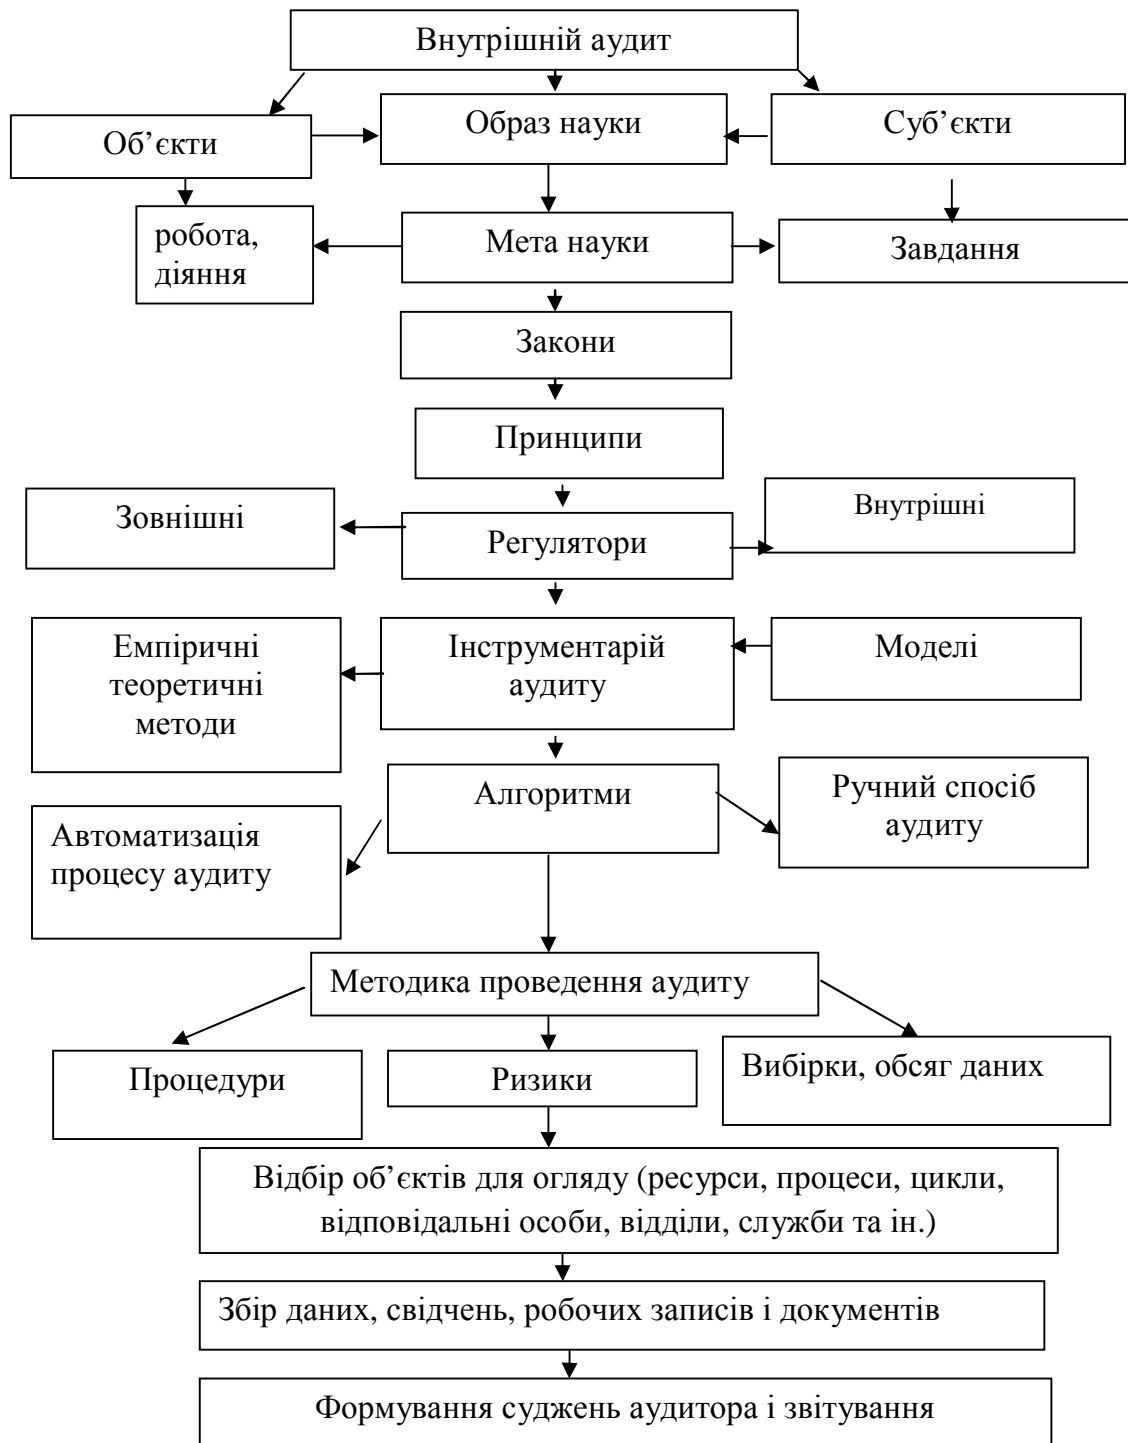 Внутрішній аудит
Об’єкти
Образ науки
Суб’єкти
робота,
діяння
Мета науки
Завдання
Закони
Принципи
Зовнішні
Регулятори
Внутрішні
Емпіричні
теоретичні
методи
Інструментарій
аудиту
Моделі
Автоматизація
процесу аудиту
Алгоритми
Ручний спосіб
аудиту
Методика проведення аудиту
Процедури
Ризики
Вибірки, обсяг даних
Відбір об’єктів для огляду (ресурси, процеси, цикли,
відповідальні особи, відділи, служби та ін.)
Збір даних, свідчень, робочих записів і документів
Формування суджень аудитора і звітування